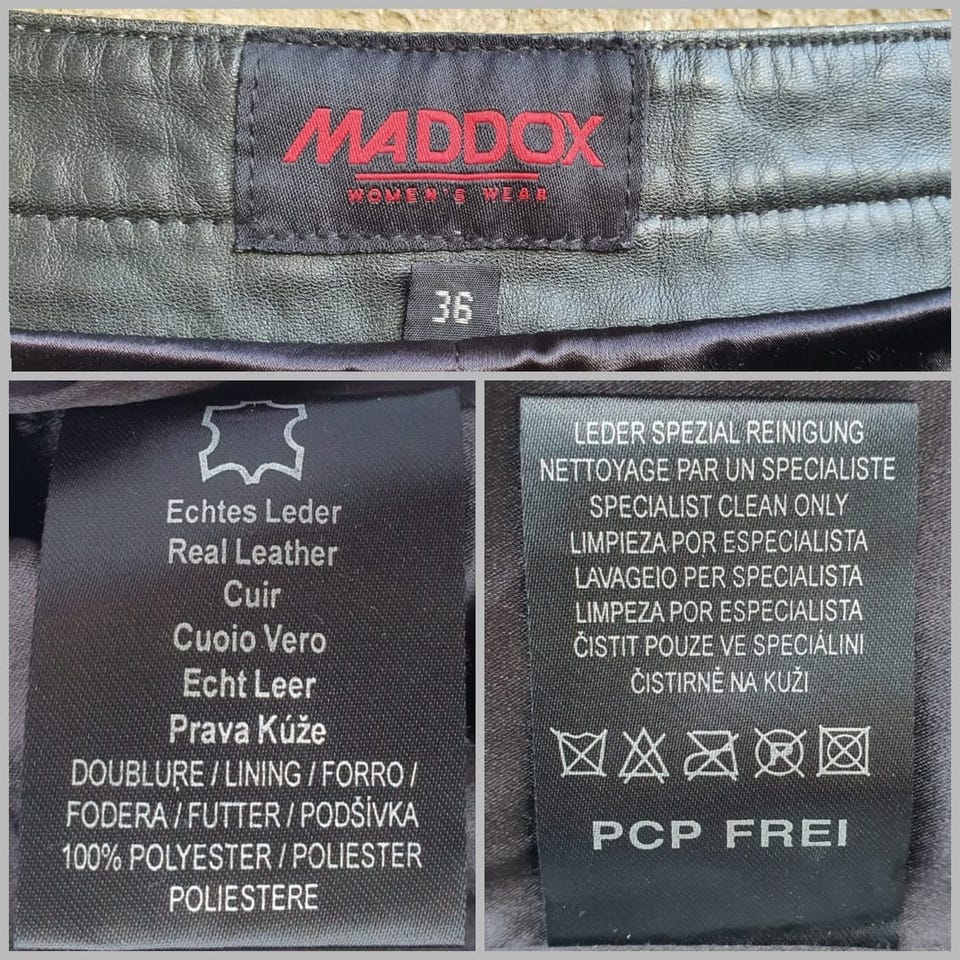 MADDOX
WOMEN'S WEAR
36
Echtes Leder
Real Leather
Cuir
Cuoio Vero
Echt Leer
Prava Kúže
DOUBLURE / LINING / FORRO /
FODERA / FUTTER / PODŠÍVKA
100% POLYESTER / POLIESTER
POLIESTERE
LEDER SPEZIAL REINIGUNG
NETTOYAGE PAR UN SPECIALISTE
SPECIALIST CLEAN ONLY
LIMPIEZA POR ESPECIALISTA
LAVAGEIO PER SPECIALISTA
LIMPEZA POR ESPECIALISTA
ČISTIT POUZE VE SPECIÁLINI
ČISTIRNĚ NA KUŽI
P
PCP FREI